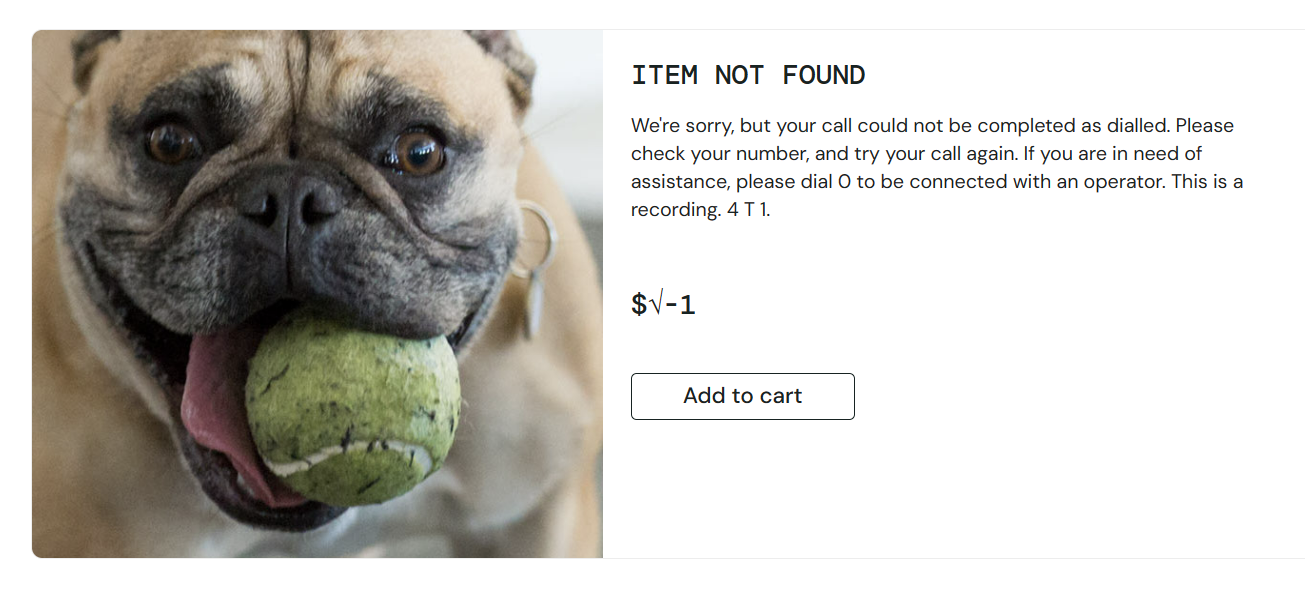 ITEM NOT FOUND
We're sorry, but your call could not be completed as dialled. Please
check your number, and try your call again. If you are in need of
assistance, please dial 0 to be connected with an operator. This is a
recording. 4 T 1.
$√-1
Add to cart